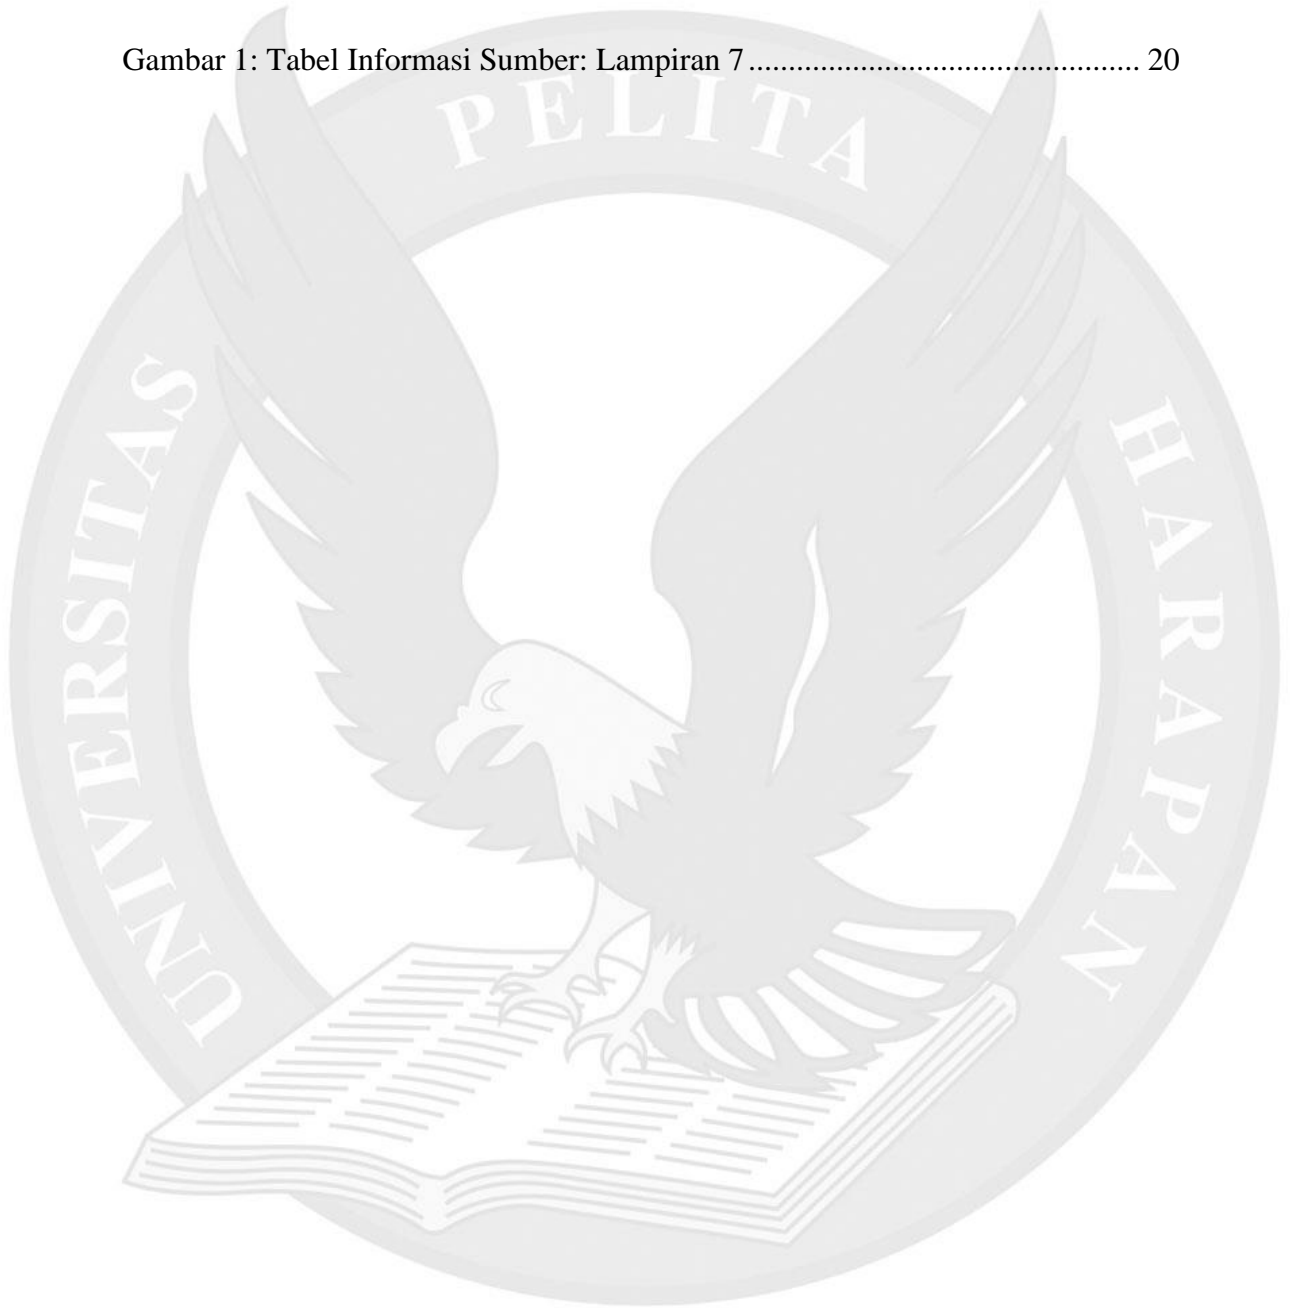 Gambar 1: Tabel Informasi Sumber: Lampiran 7 ................................................. 20
PELITA
UNIVERSITAS
HARAPAN